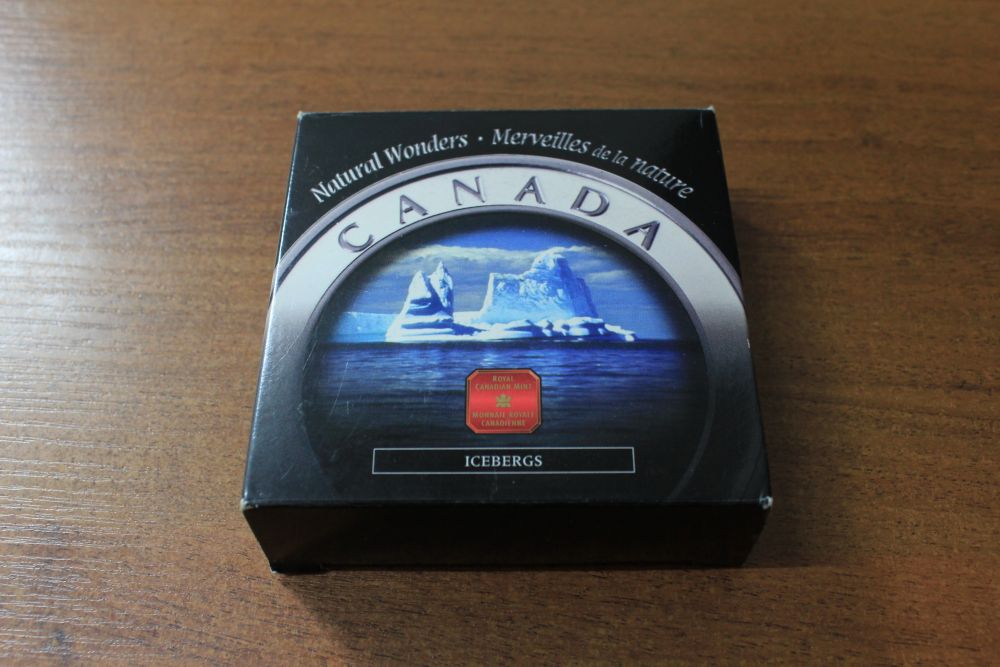 Natural Wonders · Merveilles de la nature
CANADA
ROYAL
CANADIAN MINT
MONNAIE ROYALE
CANADIENNE
ICEBERGS